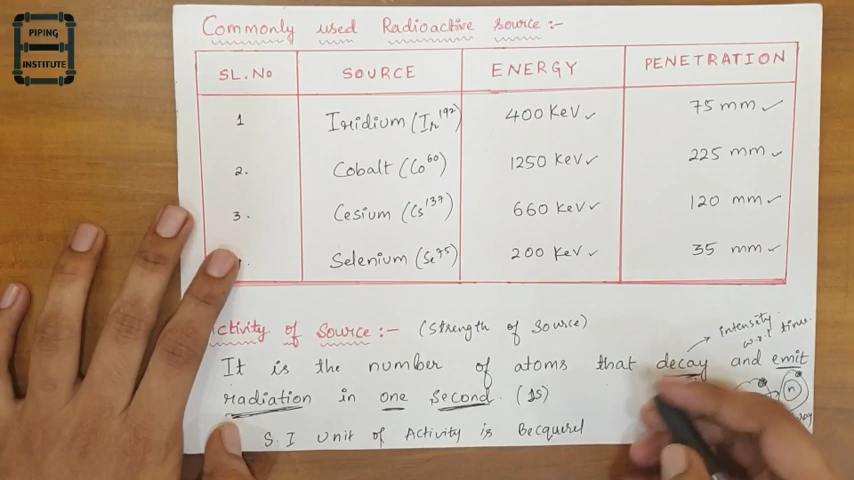 PIPING
INSTITUTE
Commonly used Radioactive source:-
SL.No SOURCE ENERGY PENETRATION
1 Iridium (Ir192) 400 KeV ✓ 75 mm ✓
2. Cobalt (Co60) 1250 KeV ✓ 225 mm ✓
3. Cesium (Cs137) 660 KeV ✓ 120 mm ✓
Selenium (Se75) 200 KeV ✓ 35 mm ✓
ctivity of Source:- (Strength of Source)
intensity
w.r.t time.
It is the number of atoms that decay and emit
radiation in one second. (1s)
n
S.I Unit of Activity is Becquerel